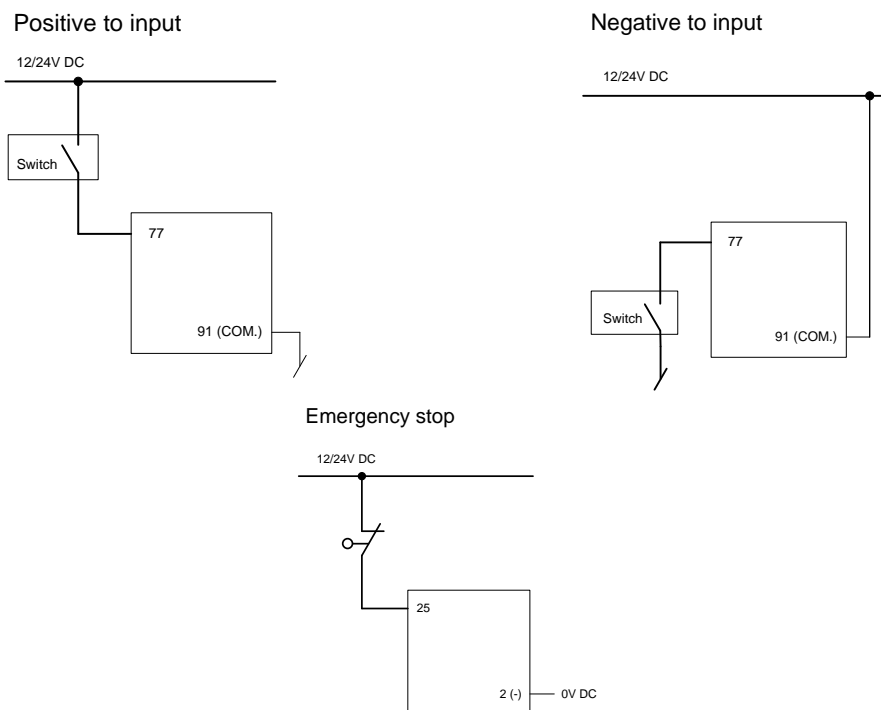 Positive to input
12/24V DC
Switch
77
91 (COM.)
Negative to input
12/24V DC
77
Switch
91 (COM.)
Emergency stop
12/24V DC
25
2 (-) 0V DC